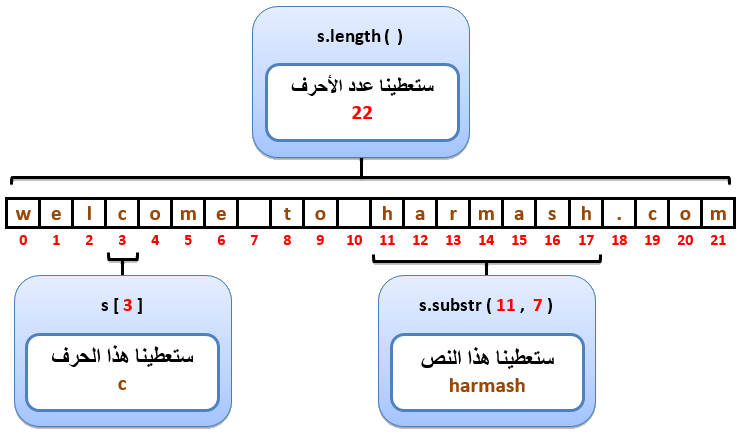 s.length ( )
ستعطينا عدد الأحرف
22
w e l c o m e t o h a r m a s h . c o m
0 1 2 3 4 5 6 7 8 9 10 11 12 13 14 15 16 17 18 19 20 21
s [ 3 ]
ستعطينا هذا الحرف
c
s.substr ( 11 , 7 )
ستعطينا هذا النص
harmash